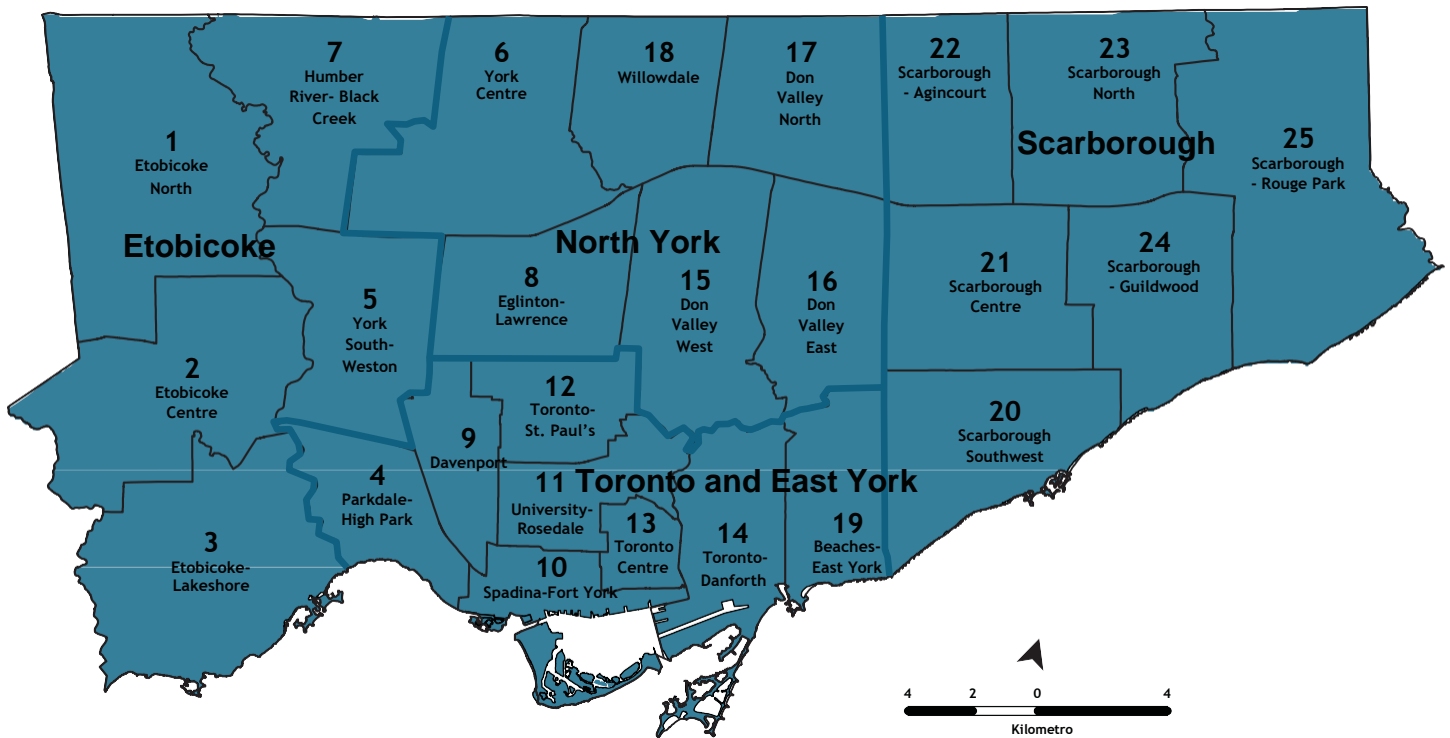 7
Humber
River- Black
Creek
6
York
Centre
18
Willowdale
17
Don
Valley
North
22
Scarborough
- Agincourt
23
Scarborough
North
Scarborough
25
Scarborough
- Rouge Park
1
Etobicoke
North
Etobicoke
North York
8
Eglinton-
Lawrence
15
Don
Valley
West
16
Don
Valley
East
21
Scarborough
Centre
24
Scarborough
- Guildwood
5
York
South-
Weston
2
Etobicoke
Centre
12
Toronto-
St. Paul's
9
Davenport
20
Scarborough
Southwest
4
Parkdale-
High Park
Toronto and East York
11
University-
Rosedale
13
Toronto
Centre
14
Toronto-
Danforth
19
Beaches-
East York
3
Etobicoke-
Lakeshore
10
Spadina-Fort York
4 2 0 4
Kilometro